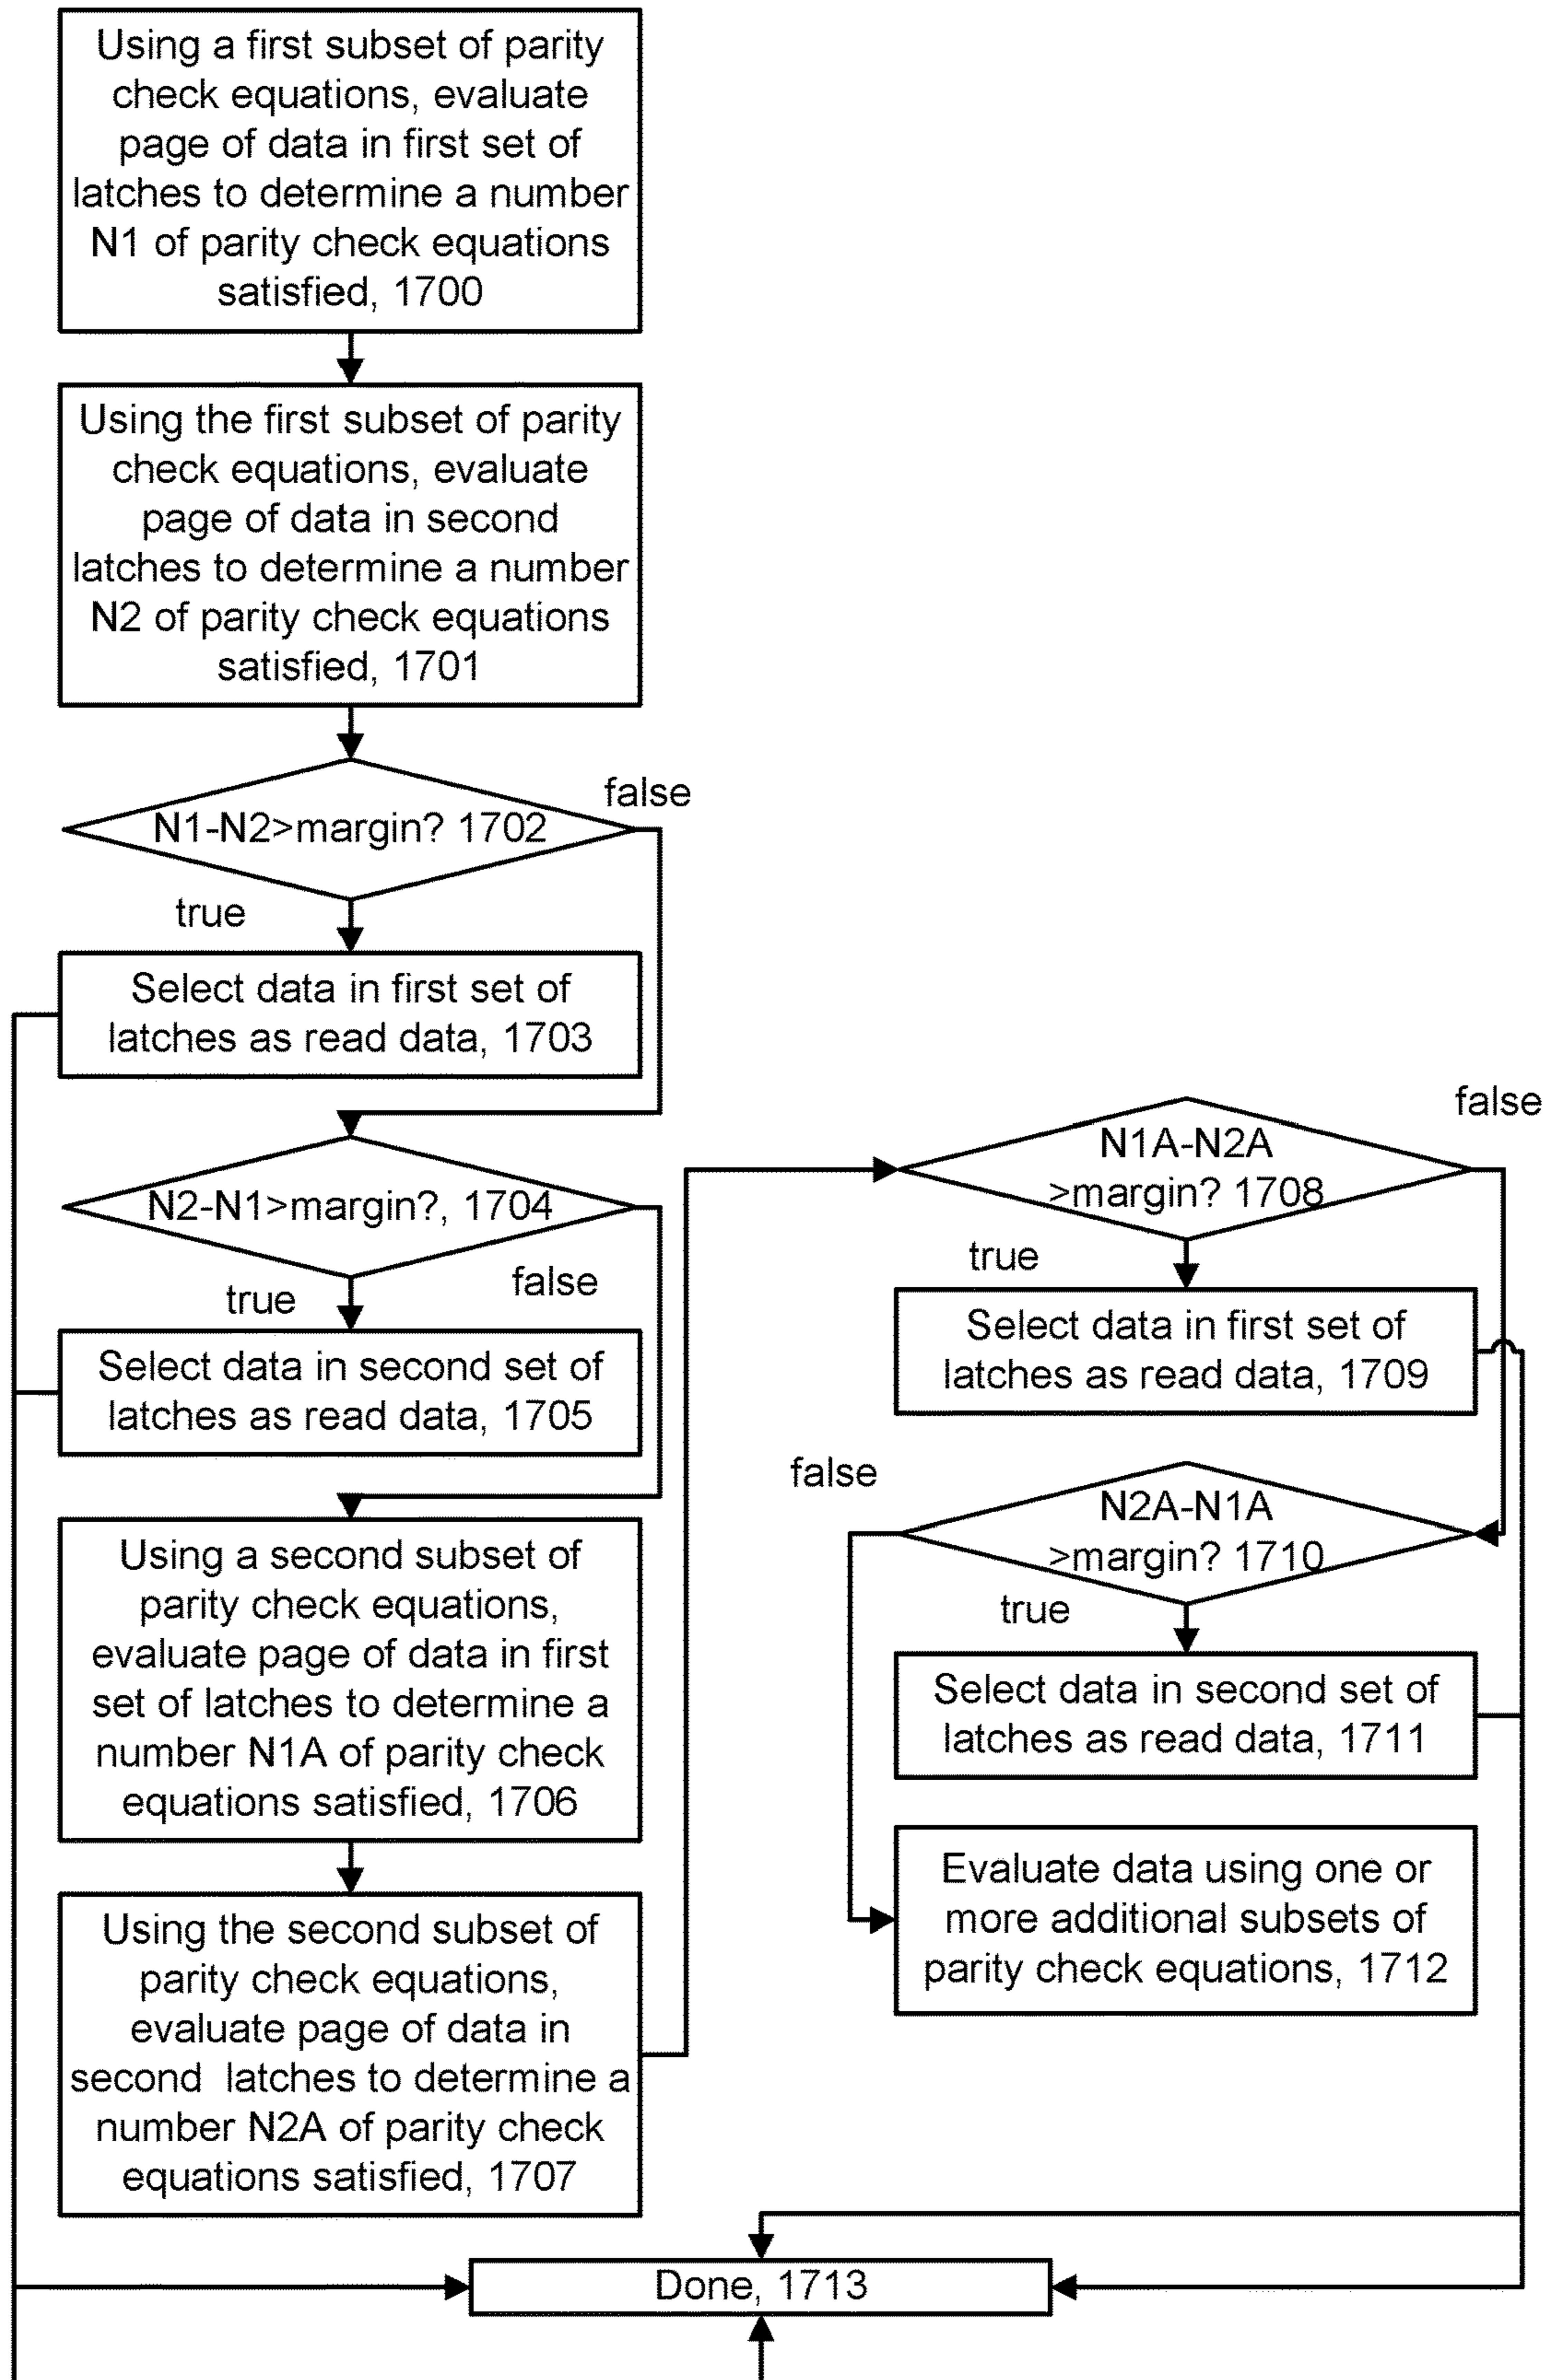 Using a first subset of parity
check equations, evaluate
page of data in first set of
latches to determine a number
N1 of parity check equations
satisfied, 1700
Using the first subset of parity
check equations, evaluate
page of data in second
latches to determine a number
N2 of parity check equations
satisfied, 1701
false
N1-N2>margin? 1702
true
Select data in first set of
latches as read data, 1703
N2-N1>margin?, 1704
false
true
Select data in second set of
latches as read data, 1705
Using a second subset of
parity check equations,
evaluate page of data in first
set of latches to determine a
number N1A of parity check
equations satisfied, 1706
Using the second subset of
parity check equations,
evaluate page of data in
second latches to determine a
number N2A of parity check
equations satisfied, 1707
false
N1A-N2A
>margin? 1708
true
Select data in first set of
latches as read data, 1709
false
N2A-N1A
>margin? 1710
true
Select data in second set of
latches as read data, 1711
Evaluate data using one or
more additional subsets of
parity check equations, 1712
Done, 1713